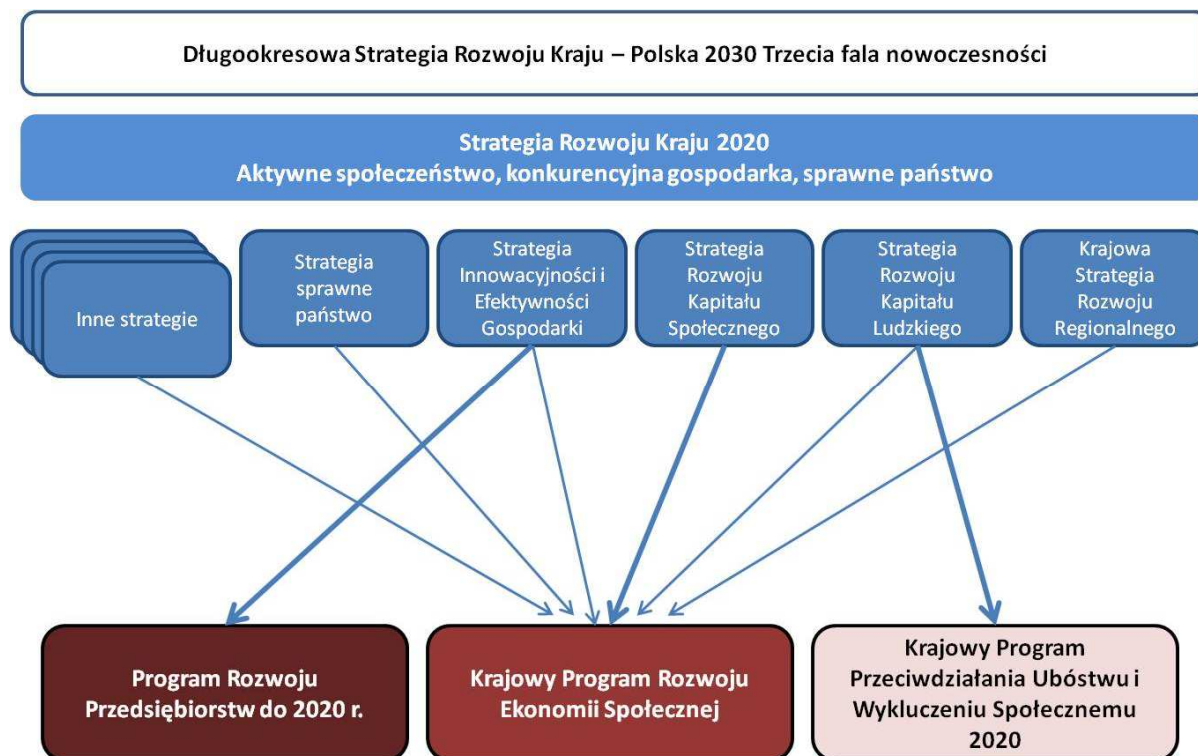 Długookresowa Strategia Rozwoju Kraju – Polska 2030 Trzecia fala nowoczesności
Strategia Rozwoju Kraju 2020
Aktywne społeczeństwo, konkurencyjna gospodarka, sprawne państwo
Inne strategie
Strategia
sprawne
państwo
Strategia
Innowacyjności i
Efektywności
Gospodarki
Strategia
Rozwoju
Kapitału
Społecznego
Strategia
Rozwoju
Kapitału
Ludzkiego
Krajowa
Strategia
Rozwoju
Regionalnego
Program Rozwoju
Przedsiębiorstw do 2020 r.
Krajowy Program Rozwoju
Ekonomii Społecznej
Krajowy Program
Przeciwdziałania Ubóstwu i
Wykluczeniu Społecznemu
2020